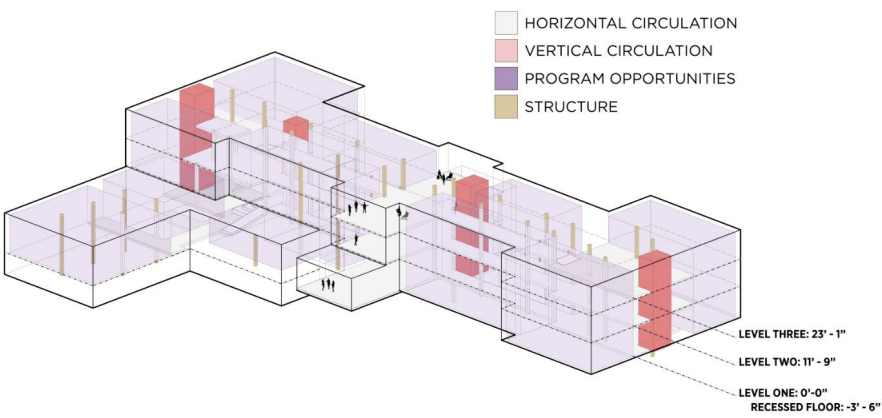 HORIZONTAL CIRCULATION
VERTICAL CIRCULATION
PROGRAM OPPORTUNITIES
STRUCTURE
LEVEL THREE: 23' - 1"
LEVEL TWO: 11' - 9"
LEVEL ONE: 0'-0"
RECESSED FLOOR: -3' - 6"